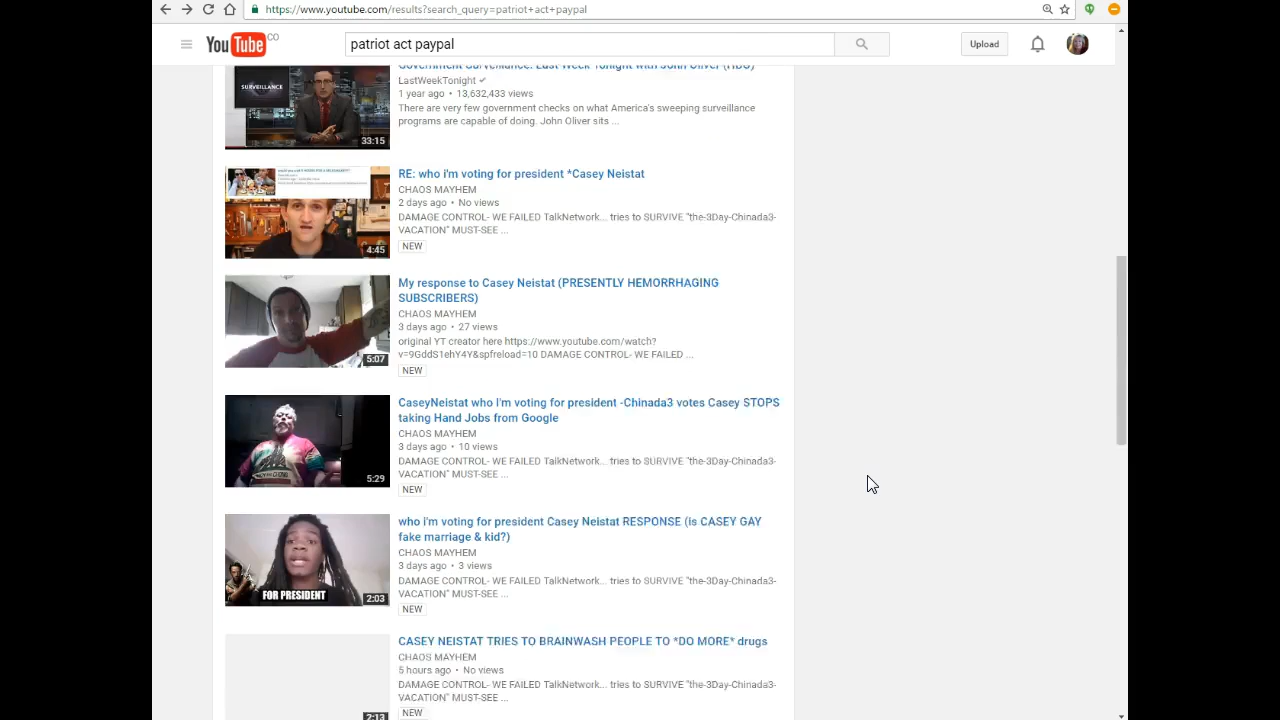 https://www.youtube.com/results?search_query=patriot+act+paypal
YouTube CO
patriot act paypal
Upload
Government Surveillance: Last Week Tonight with John Oliver (HBO)
LastWeekTonight
1 year ago • 13,632,433 views
There are very few government checks on what America's sweeping surveillance
programs are capable of doing. John Oliver sits ...
SURVEILLANCE
33:15
RE: who i'm voting for president *Casey Neistat
CHAOS MAYHEM
2 days ago • No views
DAMAGE CONTROL- WE FAILED TalkNetwork... tries to SURVIVE "the-3Day-Chinada3-
VACATION" MUST-SEE ...
NEW
4:45
My response to Casey Neistat (PRESENTLY HEMORRHAGING
SUBSCRIBERS)
CHAOS MAYHEM
3 days ago • 27 views
original YT creator here https://www.youtube.com/watch?
v=9GddS1ehY4Y&spfreload=10 DAMAGE CONTROL- WE FAILED ...
NEW
5:07
CaseyNeistat who I'm voting for president -Chinada3 votes Casey STOPS
taking Hand Jobs from Google
CHAOS MAYHEM
3 days ago • 10 views
DAMAGE CONTROL- WE FAILED TalkNetwork... tries to SURVIVE "the-3Day-Chinada3-
VACATION" MUST-SEE ...
NEW
5:29
who i'm voting for president Casey Neistat RESPONSE (is CASEY GAY
fake marriage & kid?)
CHAOS MAYHEM
3 days ago • 3 views
DAMAGE CONTROL- WE FAILED TalkNetwork... tries to SURVIVE "the-3Day-Chinada3-
VACATION" MUST-SEE ...
NEW
FOR PRESIDENT
2:03
CASEY NEISTAT TRIES TO BRAINWASH PEOPLE TO *DO MORE* drugs
CHAOS MAYHEM
5 hours ago • No views
DAMAGE CONTROL- WE FAILED TalkNetwork... tries to SURVIVE "the-3Day-Chinada3-
VACATION" MUST-SEE ...
NEW
2:13